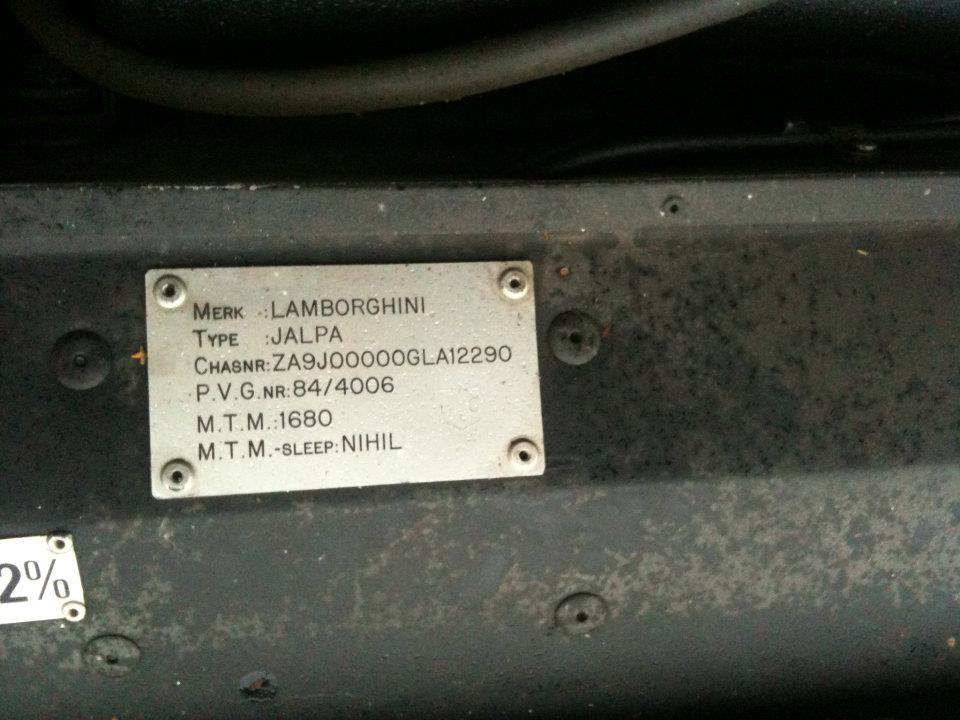 MERK :LAMBORGHINI
TYPE :JALPA
CHASNR:ZA9J00000GLA12290
P.V.G.NR:84/4006
M.T.M.:1680
M.T.M.-SLEEP:NIHIL
2%